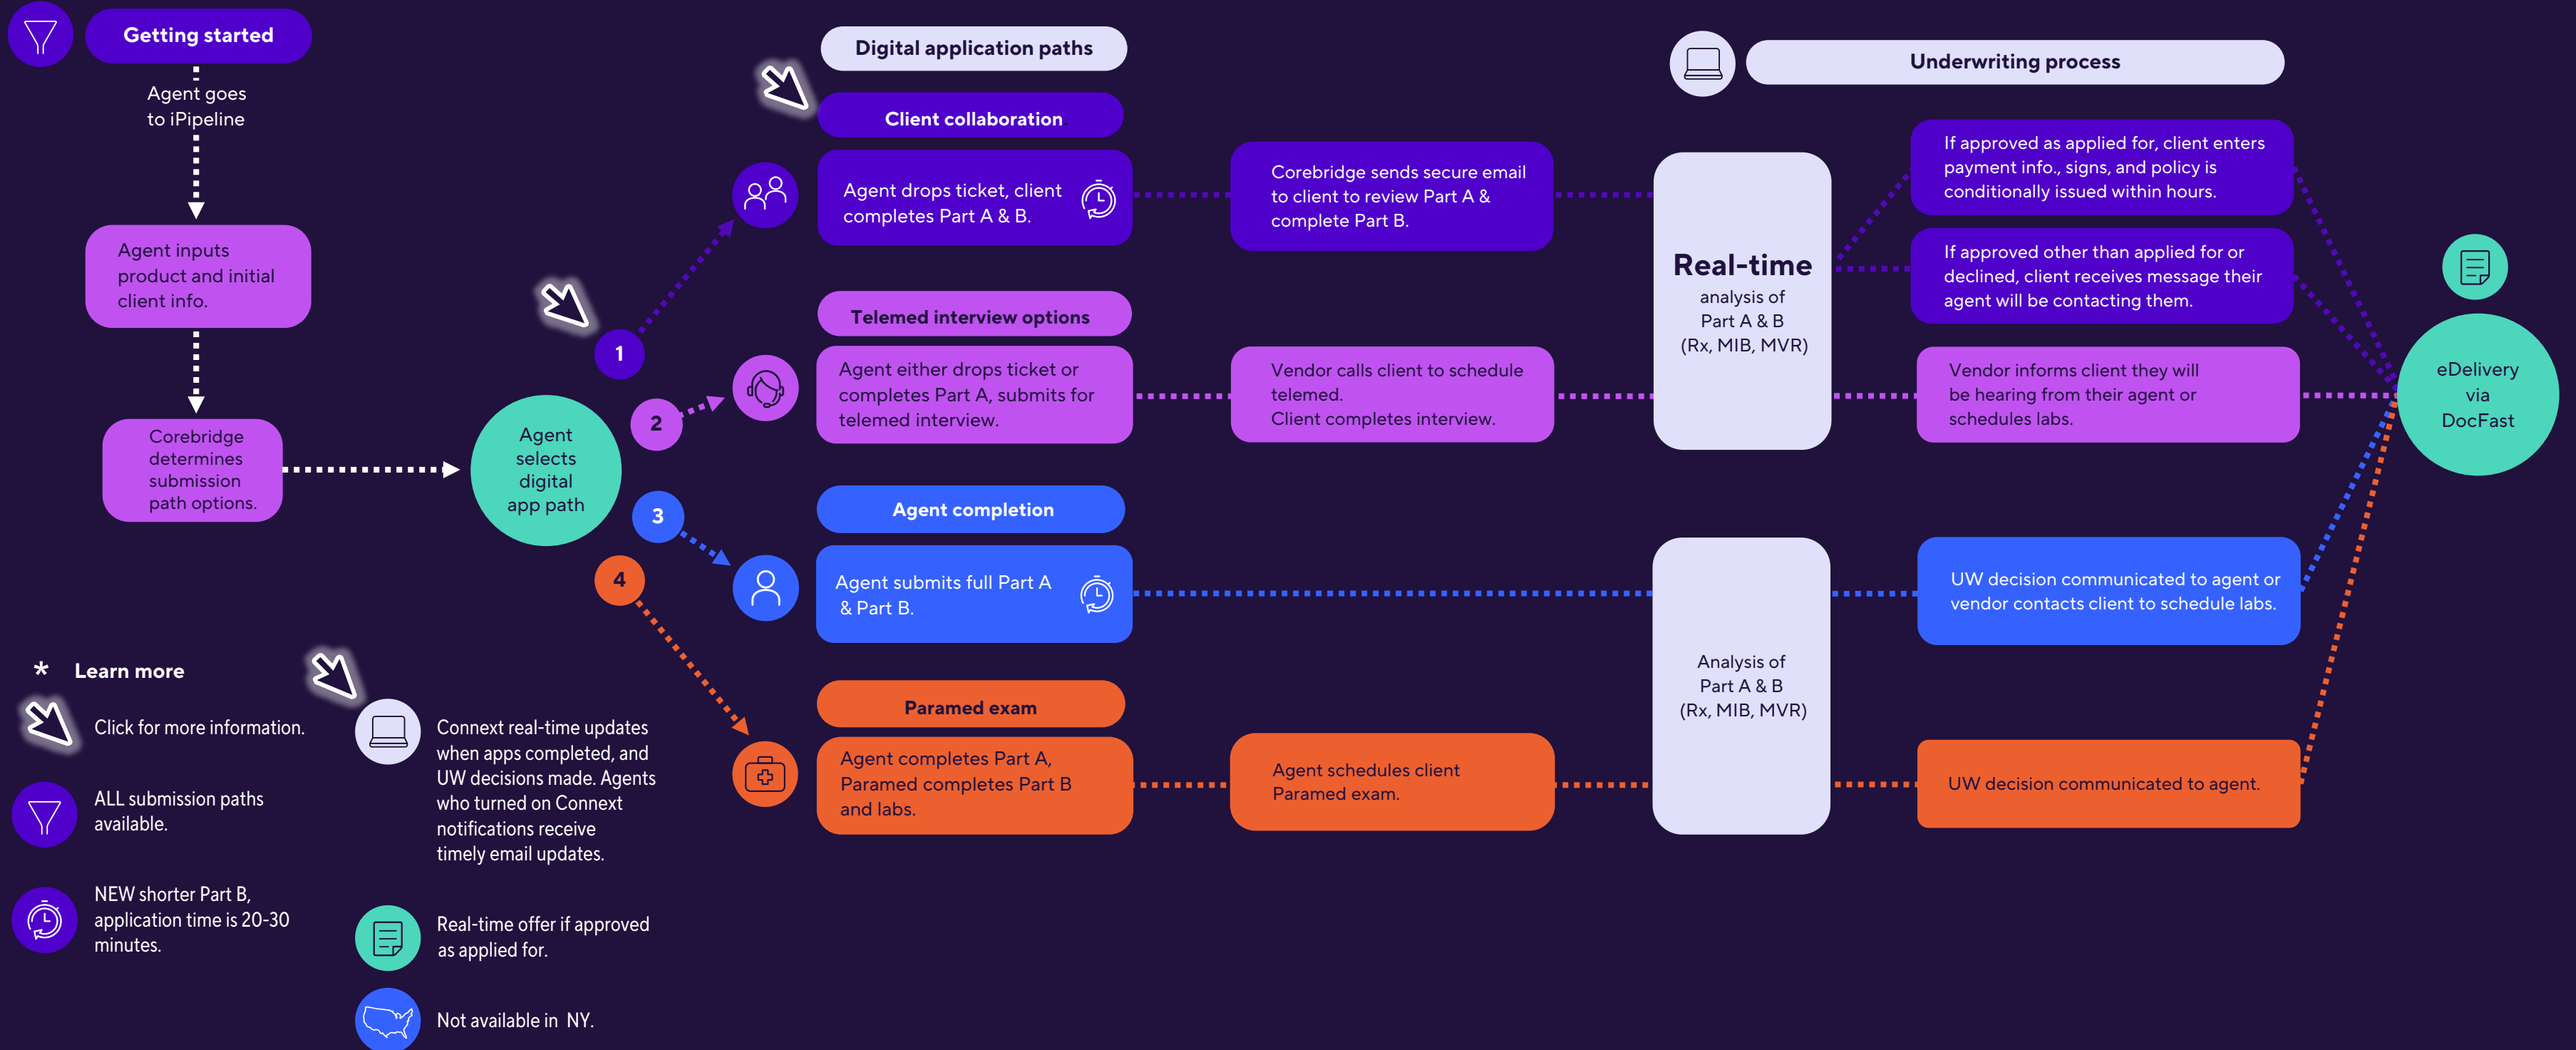 Getting started
Agent goes
to iPipeline
Agent inputs
product and initial
client info.
Corebridge
determines
submission
path options.
Agent
selects
digital
app path
1
2
3
4
Digital application paths
Client collaboration.
Agent drops ticket, client
completes Part A & B.
Corebridge sends secure email
to client to review Part A &
complete Part B.
Telemed interview options
Agent either drops ticket or
completes Part A, submits for
telemed interview.
Vendor calls client to schedule
telemed.
Client completes interview.
Agent completion
Agent submits full Part A
& Part B.
Paramed exam
Agent completes Part A,
Paramed completes Part B
and labs.
Agent schedules client
Paramed exam.
Underwriting process
Real-time
analysis of
Part A & B
(Rx, MIB, MVR)
Analysis of
Part A & B
(Rx, MIB, MVR)
If approved as applied for, client enters
payment info., signs, and policy is
conditionally issued within hours.
If approved other than applied for or
declined, client receives message their
agent will be contacting them.
Vendor informs client they will
be hearing from their agent or
schedules labs.
UW decision communicated to agent or
vendor contacts client to schedule labs.
UW decision communicated to agent.
eDelivery
via
DocFast
* Learn more
Click for more information.
ALL submission paths
available.
NEW shorter Part B,
application time is 20-30
minutes.
Connext real-time updates
when apps completed, and
UW decisions made. Agents
who turned on Connext
notifications receive
timely email updates.
Real-time offer if approved
as applied for.
Not available in NY.